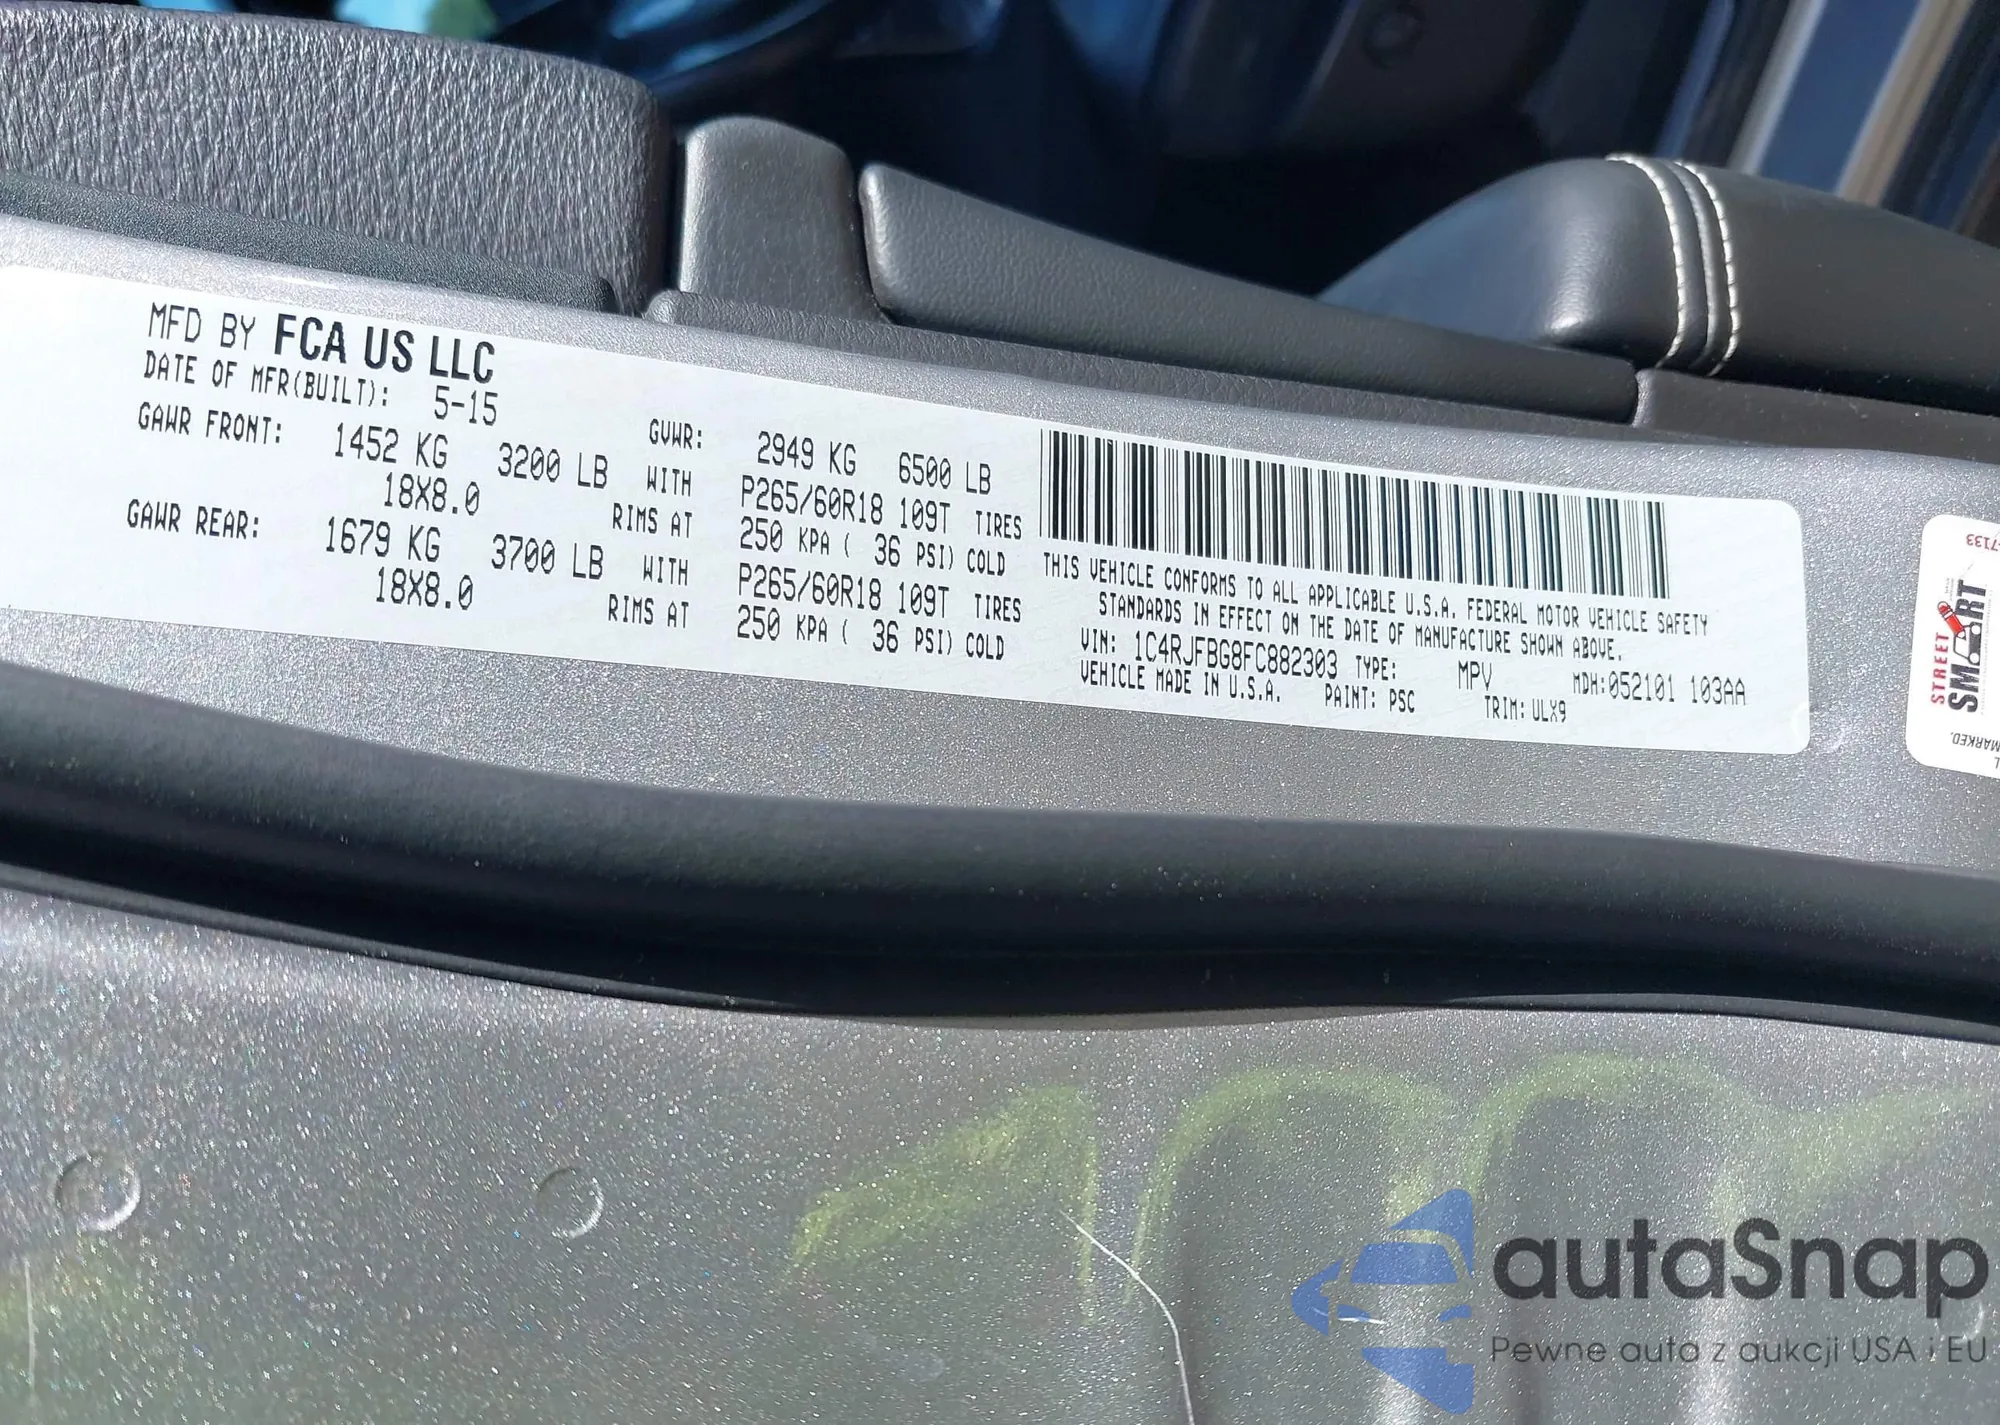 MFD BY FCA US LLC
DATE OF MFR(BUILT): 5-15
GAWR FRONT: 1452 KG 3200 LB WITH
18X8.0 RIMS AT
GAWR REAR: 1679 KG 3700 LB WITH
18X8.0 RIMS AT
GVWR: 2949 KG 6500 LB
P265/60R18 109T TIRES
250 KPA ( 36 PSI) COLD
P265/60R18 109T TIRES
250 KPA ( 36 PSI) COLD
THIS VEHICLE CONFORMS TO ALL APPLICABLE U.S.A. FEDERAL MOTOR VEHICLE SAFETY
STANDARDS IN EFFECT ON THE DATE OF MANUFACTURE SHOWN ABOVE.
VIN: 1C4RJFBG8FC882303 TYPE: MPV MDH:052101 103AA
VEHICLE MADE IN U.S.A. PAINT: PSC TRIM: ULX9
-7133
STREET
SMART
MARKED.
autaSnap
Pewne auta z aukcji USA i EU